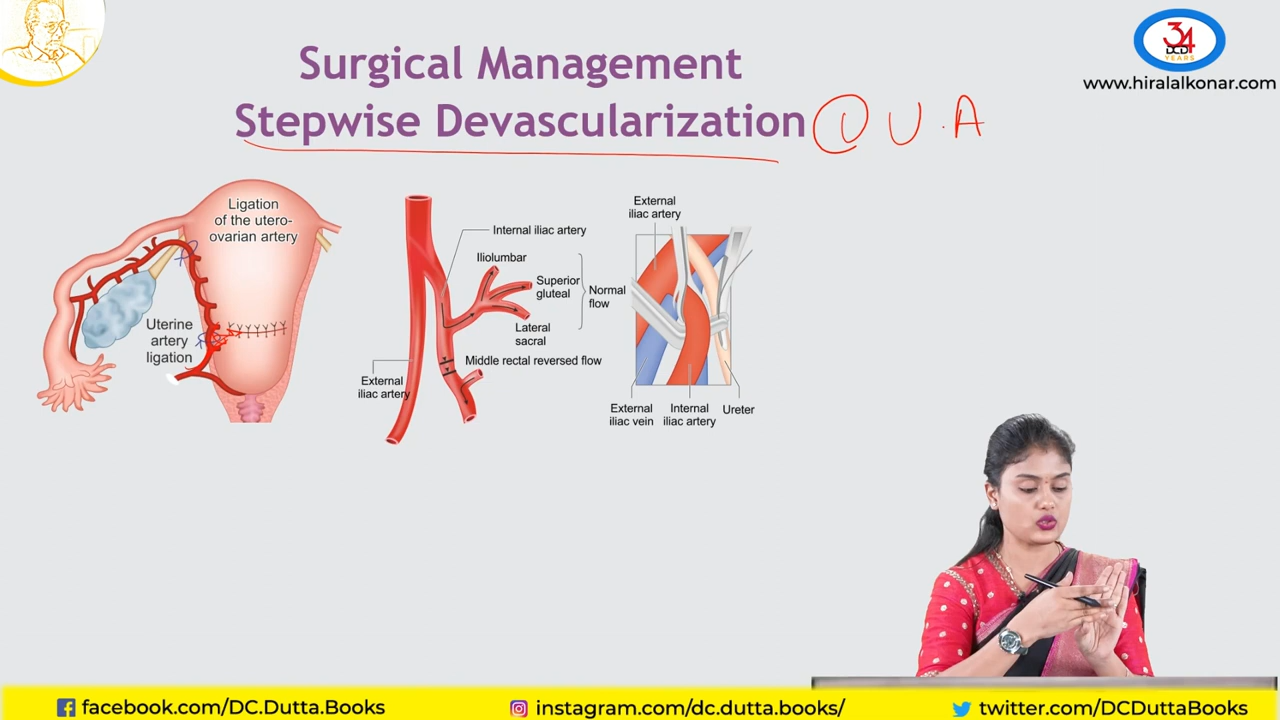 34
DCD
YEARS
www.hiralalkonar.com
Surgical Management
Stepwise Devascularization ① U.A
Ligation
of the utero-
ovarian artery
Uterine
artery
ligation
Internal iliac artery
Iliolumbar
Superior
gluteal
Normal
flow
Lateral
sacral
Middle rectal reversed flow
External
iliac artery
External
iliac artery
External
iliac vein
Internal
iliac artery
Ureter
facebook.com/DC.Dutta.Books
instagram.com/dc.dutta.books/
twitter.com/DCDuttaBooks